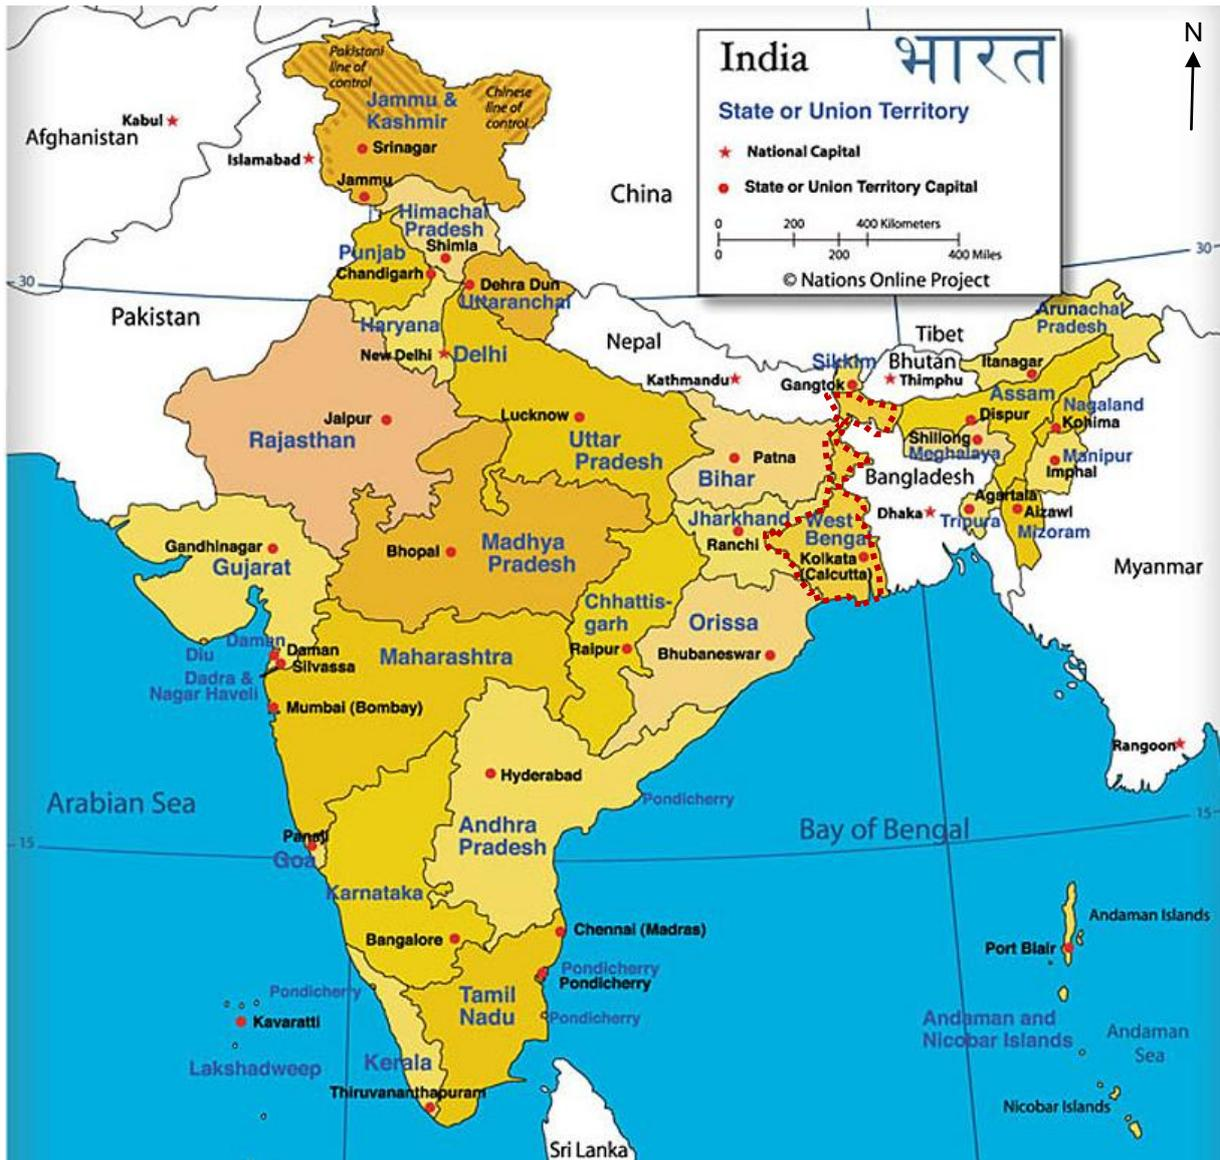 India भारत
State or Union Territory
National Capital
State or Union Territory Capital
0 200 400 Kilometers
0 200 400 Miles
© Nations Online Project
N
Pakistani
line of
control
Chinese
line of
control
Jammu &
Kashmir
Srinagar
Jammu
Kabul
Afghanistan
Islamabad
China
Himachal
Pradesh
Shimla
Punjab
Chandigarh
Dehra Dun
Uttaranchal
30
30
Pakistan
Haryana
New Delhi
Delhi
Nepal
Kathmandu
Sikkim
Gangtok
Tibet
Bhutan
Thimphu
Arunachal
Pradesh
Itanagar
Assam
Dispur
Nagaland
Kohima
Shillong
Meghalaya
Manipur
Imphal
Jaipur
Rajasthan
Lucknow
Uttar
Pradesh
Patna
Bihar
Bangladesh
Dhaka
Agartala
Tripura
Aizawl
Mizoram
Myanmar
Jharkhand
Ranchi
West
Bengal
Kolkata
(Calcutta)
Gandhinagar
Gujarat
Bhopal
Madhya
Pradesh
Chhattis-
garh
Raipur
Orissa
Bhubaneswar
Daman
Diu
Daman
Silvassa
Dadra &
Nagar Haveli
Maharashtra
Mumbai (Bombay)
Hyderabad
Andhra
Pradesh
Pondicherry
Rangoon
Arabian Sea
Bay of Bengal
15
15
Panaji
Goa
Karnataka
Bangalore
Chennai (Madras)
Pondicherry
Pondicherry
Pondicherry
Pondicherry
Tamil
Nadu
Kavaratti
Lakshadweep
Kerala
Thiruvananthapuram
Sri Lanka
Andaman Islands
Port Blair
Andaman and
Nicobar Islands
Andaman
Sea
Nicobar Islands